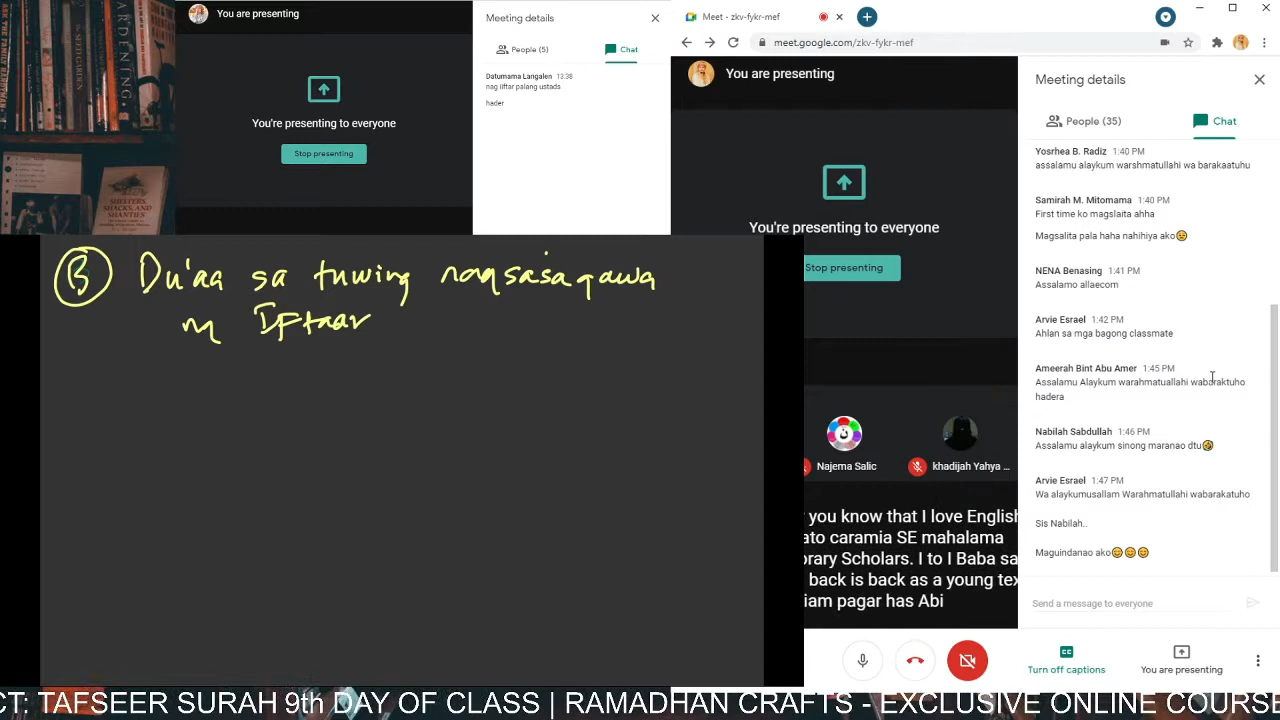 You are presenting
You're presenting to everyone
Stop presenting
Meeting details
People (5)
Chat
Datumama Langalen 13:38
nag iiftar palang ustads
hader
GARDENING
SHELTERS,
SHACKS, AND
SHANTIES
B Du'aa sa tuwing nagsasagawa
ng Iftaar
Meet - zkv-fykr-mef
meet.google.com/zkv-fykr-mef
You are presenting
You're presenting to everyone
Stop presenting
Najema Salic
khadijah Yahya ...
you know that I love English
ato caramia SE mahalama
orary Scholars. I to I Baba sa
back is back as a young tex
iam pagar has Abi
Meeting details
People (35)
Chat
Yosrhea B. Radiz 1:40 PM
assalamu alaykum warshmatullahi wa barakaatuhu
Samirah M. Mitomama 1:40 PM
First time ko magslaita ahha
Magsalita pala haha nahihiya ako
NENA Benasing 1:41 PM
Assalamo allaecom
Arvie Esrael 1:42 PM
Ahlan sa mga bagong classmate
Ameerah Bint Abu Amer 1:45 PM
Assalamu Alaykum warahmatuallahi wabaraktuho
hadera
Nabilah Sabdullah 1:46 PM
Assalamu alaykum sinong maranao dtu
Arvie Esrael 1:47 PM
Wa alaykumusallam Warahmatullahi wabarakatuho
Sis Nabilah..
Maguindanao ako
Send a message to everyone
Turn off captions
You are presenting
CT: TAFSEER SURAH 9th DAY OF CLASS | RAMADHAN CRAFTS - EXCLUSIVE ONLINE COURSE